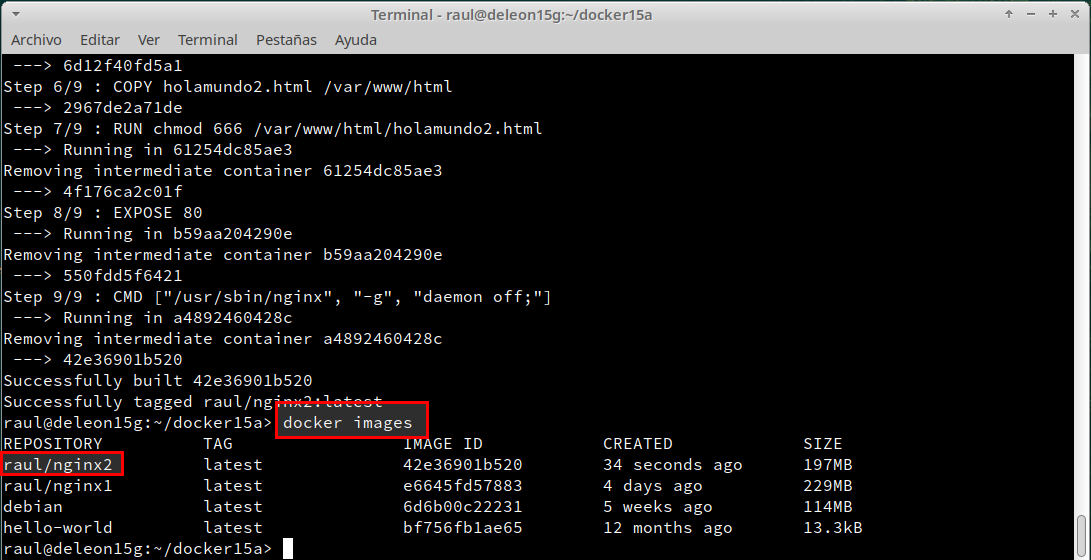 Terminal - raul@deleon15g:~/docker15a
Archivo Editar Ver Terminal Pestañas Ayuda
---> 6d12f40fd5a1
Step 6/9 : COPY holamundo2.html /var/www/html
---> 2967de2a71de
Step 7/9 : RUN chmod 666 /var/www/html/holamundo2.html
---> Running in 61254dc85ae3
Removing intermediate container 61254dc85ae3
---> 4f176ca2c01f
Step 8/9 : EXPOSE 80
---> Running in b59aa204290e
Removing intermediate container b59aa204290e
---> 550fdd5f6421
Step 9/9 : CMD ["/usr/sbin/nginx", "-g", "daemon off;"]
---> Running in a4892460428c
Removing intermediate container a4892460428c
---> 42e36901b520
Successfully built 42e36901b520
Successfully tagged raul/nginx2:latest
raul@deleon15g:~/docker15a> docker images
REPOSITORY TAG IMAGE ID CREATED SIZE
raul/nginx2 latest 42e36901b520 34 seconds ago 197MB
raul/nginx1 latest e6645fd57883 4 days ago 229MB
debian latest 6d6b00c22231 5 weeks ago 114MB
hello-world latest bf756fb1ae65 12 months ago 13.3kB
raul@deleon15g:~/docker15a>